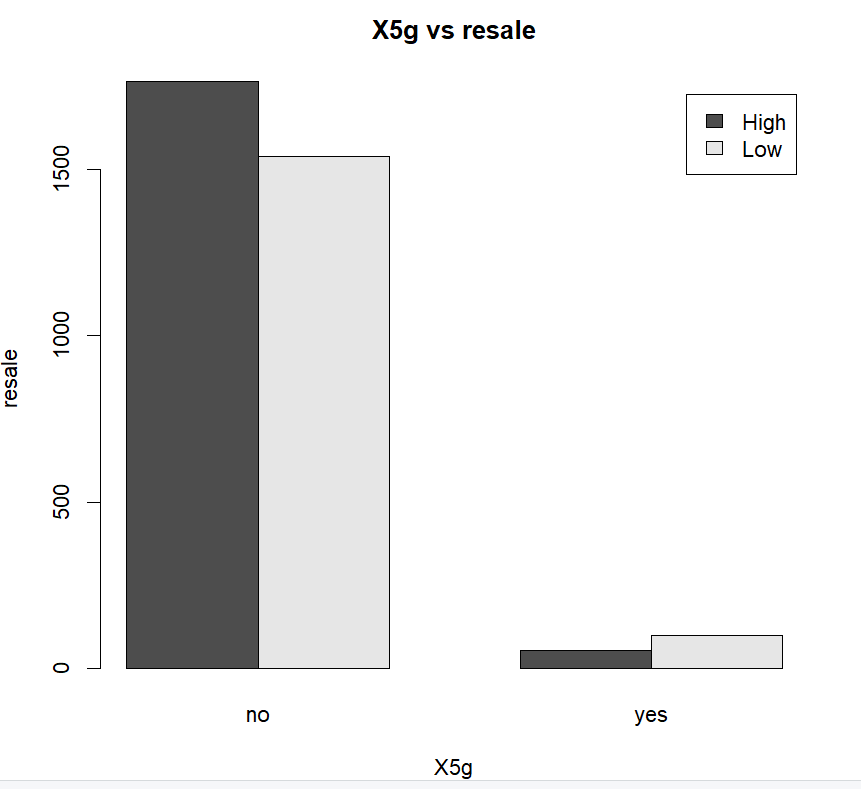 X5g vs resale
High
Low
1500
1000
500
0
resale
no
yes
X5g